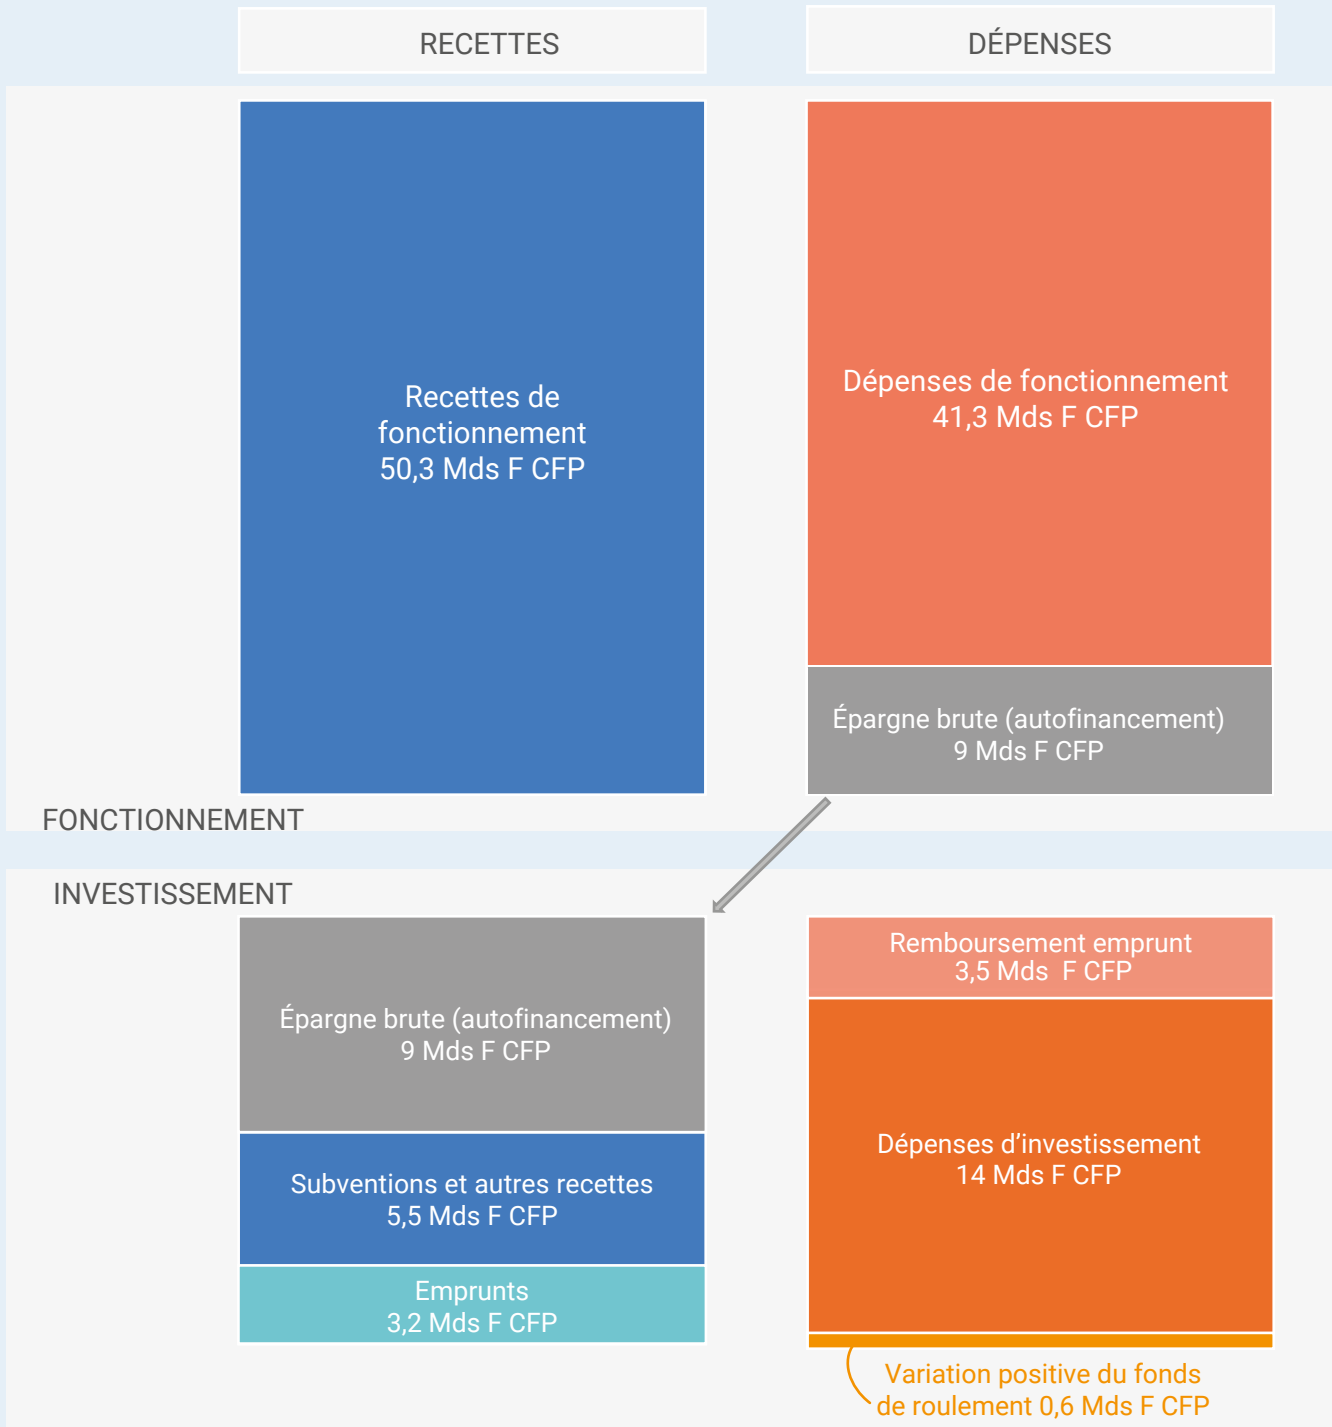 RECETTES
DÉPENSES
Recettes de
fonctionnement
50,3 Mds F CFP
Dépenses de fonctionnement
41,3 Mds F CFP
Épargne brute (autofinancement)
9 Mds F CFP
FONCTIONNEMENT
INVESTISSEMENT
Épargne brute (autofinancement)
9 Mds F CFP
Subventions et autres recettes
5,5 Mds F CFP
Emprunts
3,2 Mds F CFP
Remboursement emprunt
3,5 Mds F CFP
Dépenses d’investissement
14 Mds F CFP
Variation positive du fonds
de roulement 0,6 Mds F CFP